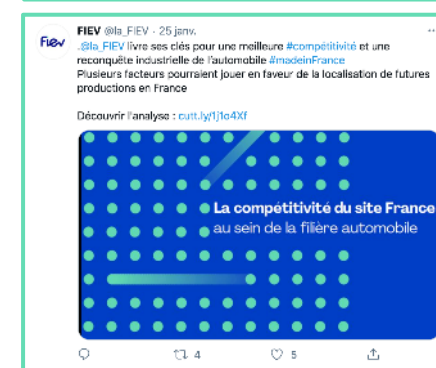 Fiev
FIEV @la_FIEV · 25 janv.
.@la_FIEV livre ses clés pour une meilleure #compétitivité et une
reconquête industrielle de l'automobile #madeinFrance
Plusieurs facteurs pourraient jouer en faveur de la localisation de futures
productions en France
Découvrir l'analyse : cutt.ly/1j1o4Xf
La compétitivité du site France
au sein de la filière automobile
4
5